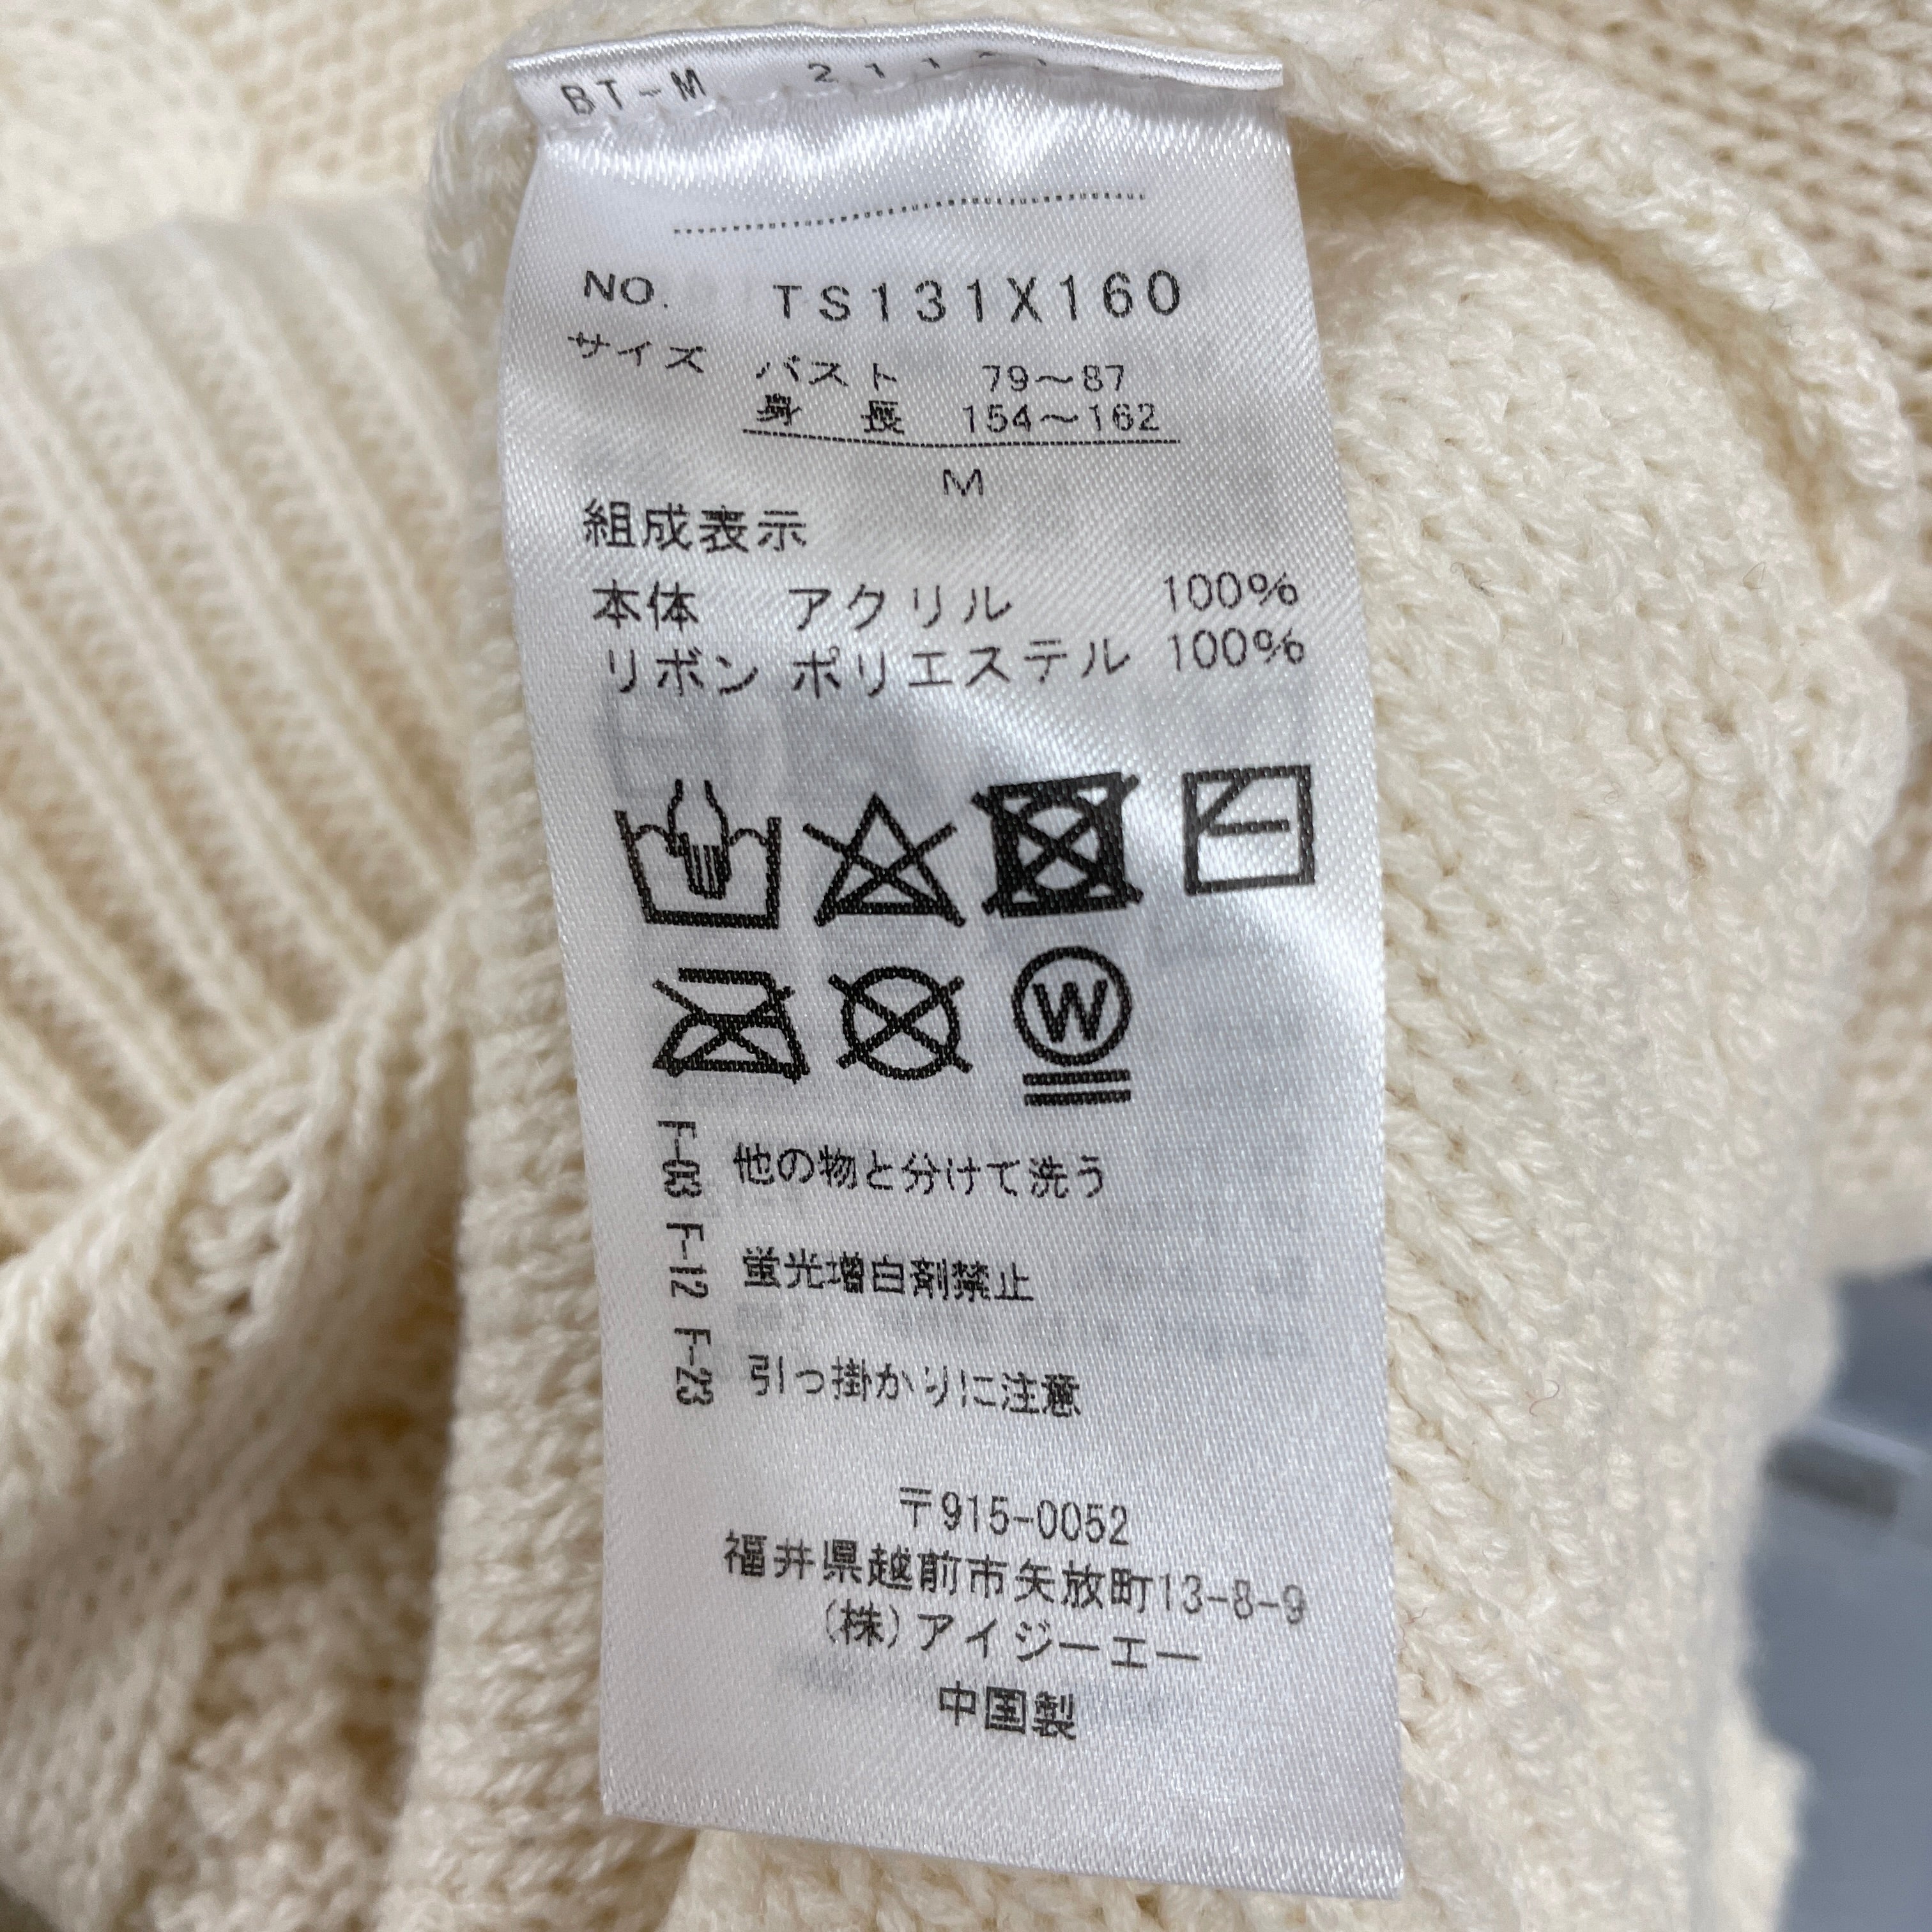 BT-M
NO. TS131X160
サイズ バスト 79～87
身長 154～162
M
組成表示
本体 アクリル 100%
リボン ポリエステル 100%
W
F-03 他の物と分けて洗う
F-12 蛍光増白剤禁止
F-23 引っ掛かりに注意
〒915-0052
福井県越前市矢放町13-8-9
(株)アイジーエー
中国製